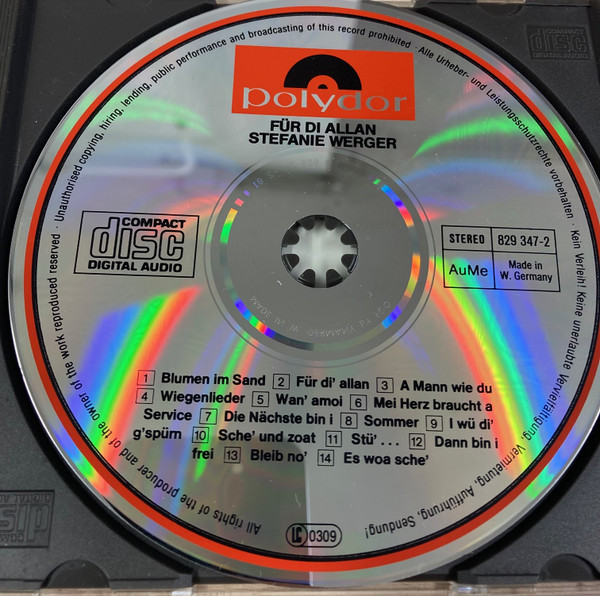 Unauthorised copying, hiring, lending, public performance and broadcasting of this record prohibited · Alle Urheber- und Leistungsschutzrechte vorbehalten · Kein Verleih! Keine unerlaubte Vervielfältigung, Vermietung, Aufführung, Sendung!
All rights of the producer and of the owner of the work reproduced reserved ·
polydor
FÜR DI ALLAN
STEFANIE WERGER
COMPACT
disc
DIGITAL AUDIO
STEREO 829 347-2
AuMe Made in
W. Germany
1 Blumen im Sand 2 Für di' allan 3 A Mann wie du
4 Wiegenlieder 5 Wan' amoi 6 Mei Herz braucht a
Service 7 Die Nächste bin i 8 Sommer 9 I wü di'
g'spürn 10 Sche' und zoat 11 Stü' . . . 12 Dann bin i
frei 13 Bleib no' 14 Es woa sche'
LC 0309
disc
DIGITAL AUDIO